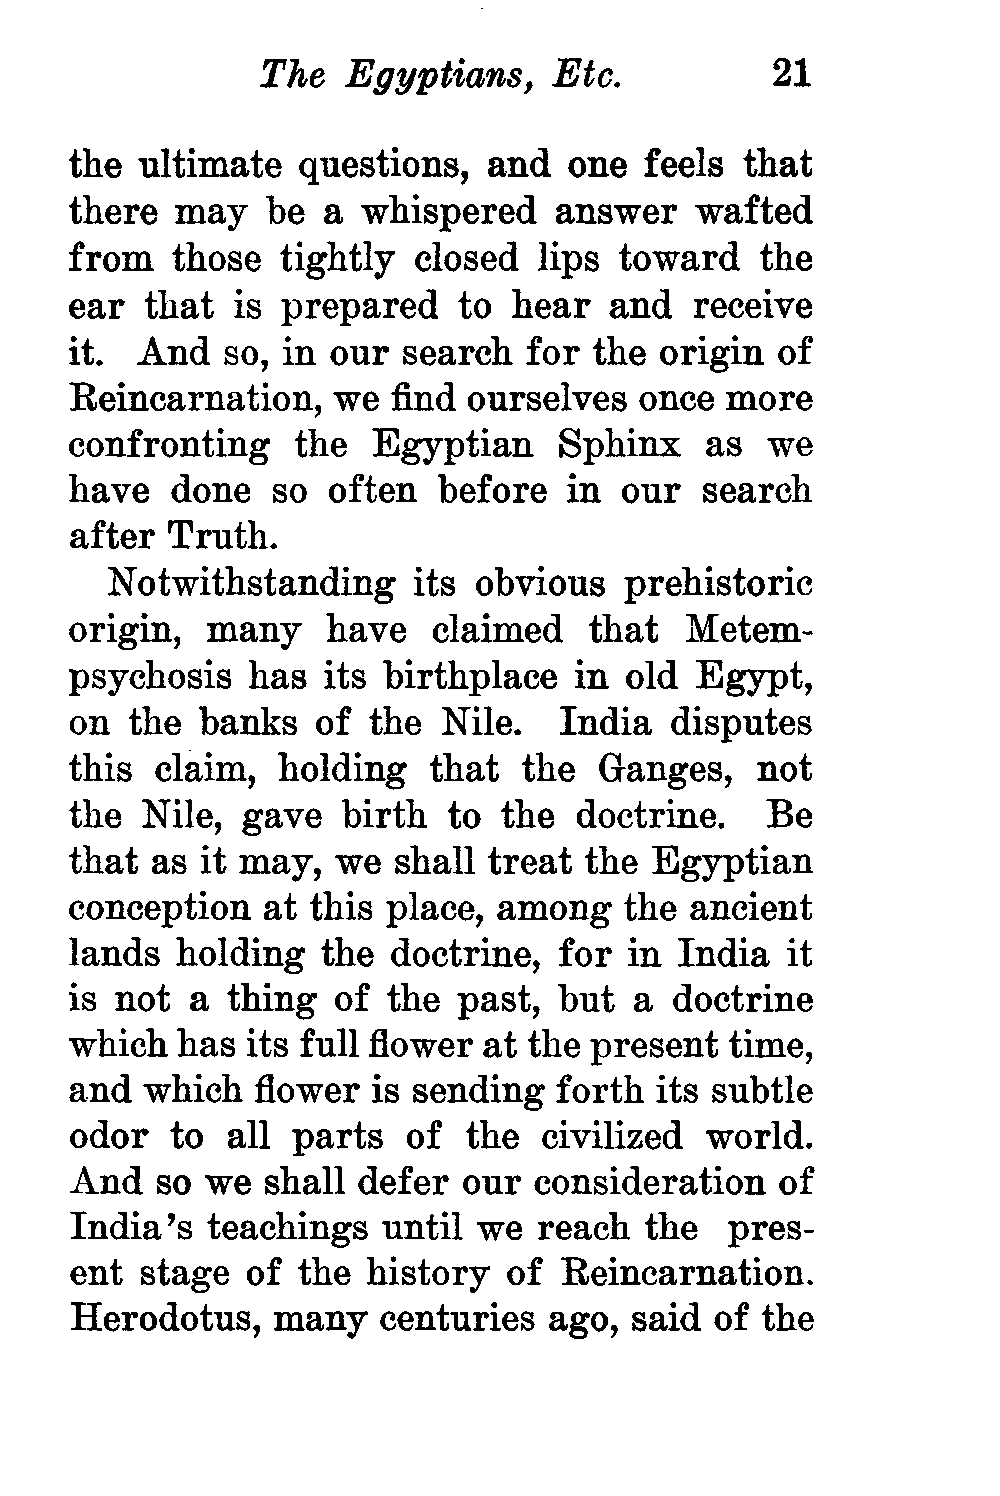 The Egyptians, Etc. 21
the ultimate questions, and one feels that
there may be a whispered answer wafted
from those tightly closed lips toward the
ear that is prepared to hear and receive
it. And so, in our search for the origin of
Reincarnation, we find ourselves once more
confronting the Egyptian Sphinx as we
have done so often before in our search
after Truth.
Notwithstanding its obvious prehistoric
origin, many have claimed that Metem-
psychosis has its birthplace in old Egypt,
on the banks of the Nile. India disputes
this claim, holding that the Ganges, not
the Nile, gave birth to the doctrine. Be
that as it may, we shall treat the Egyptian
conception at this place, among the ancient
lands holding the doctrine, for in India it
is not a thing of the past, but a doctrine
which has its full flower at the present time,
and which flower is sending forth its subtle
odor to all parts of the civilized world.
And so we shall defer our consideration of
India's teachings until we reach the pres-
ent stage of the history of Reincarnation.
Herodotus, many centuries ago, said of the